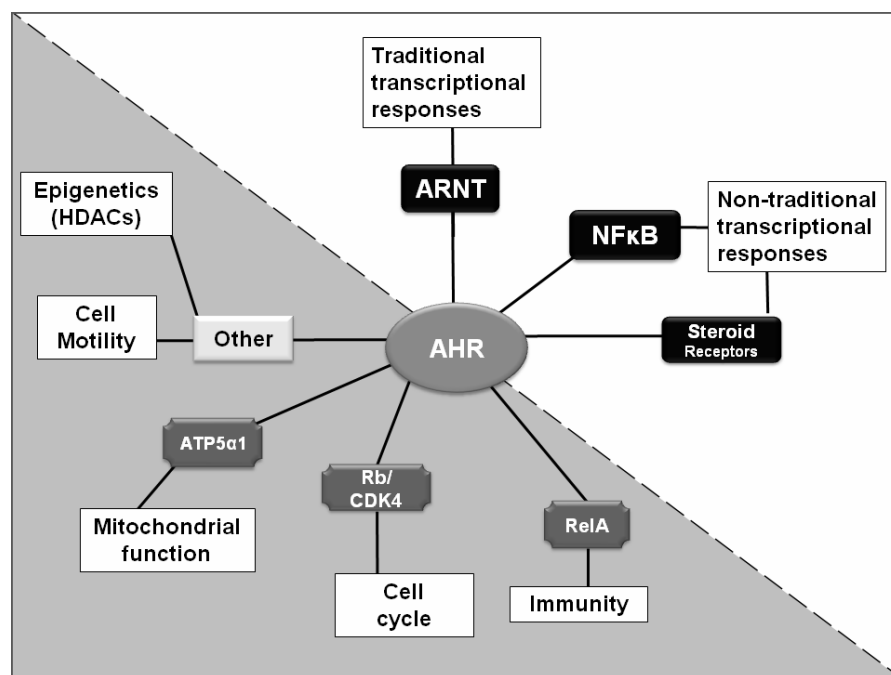 Traditional
transcriptional
responses
ARNT
Epigenetics
(HDACs)
NFκB
Non-traditional
transcriptional
responses
Cell
Motility
Other
AHR
Steroid
Receptors
ATP5α1
Rb/
CDK4
RelA
Mitochondrial
function
Cell
cycle
Immunity